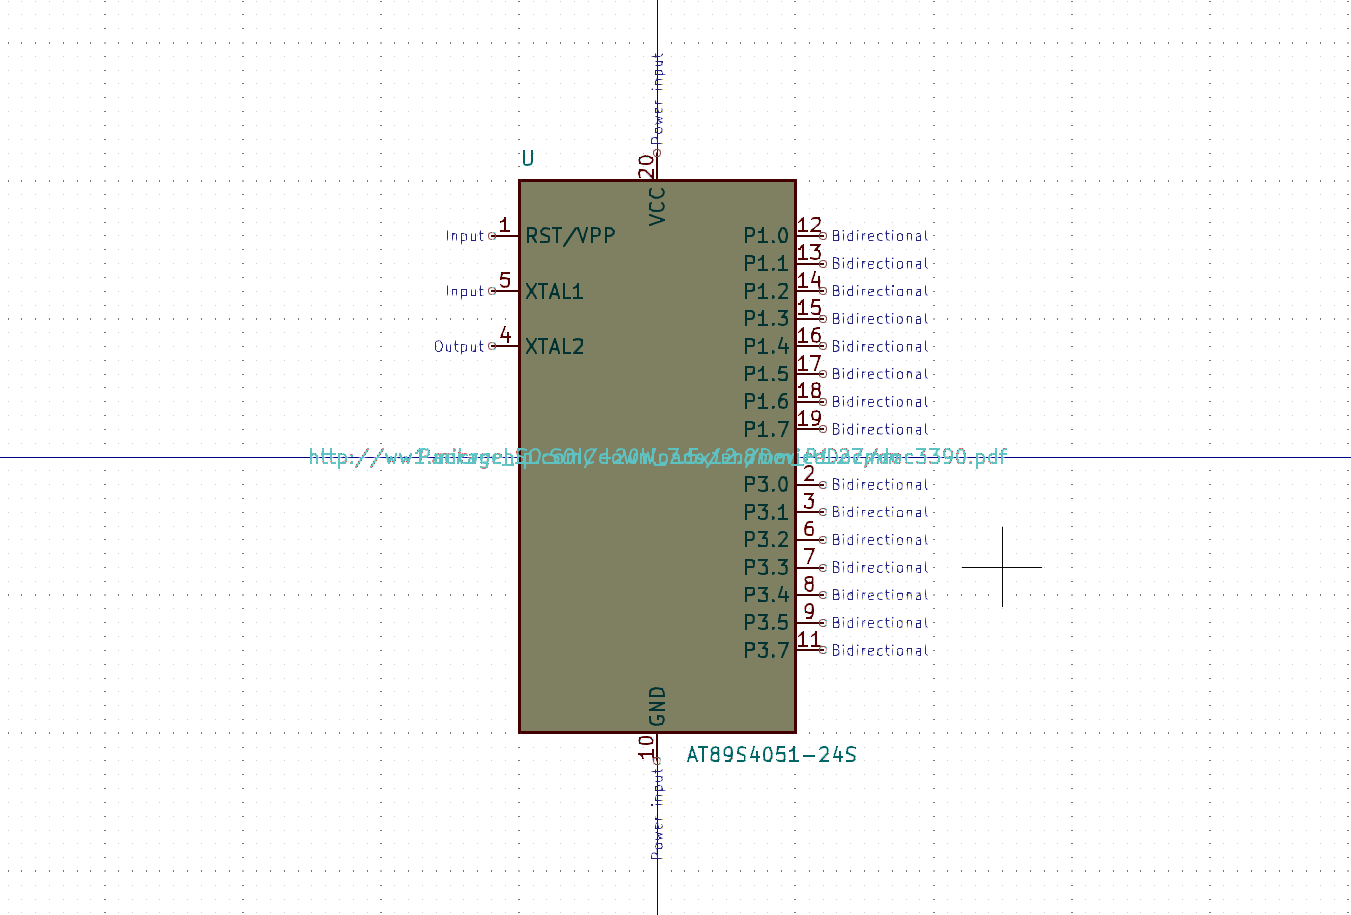 Power input
U
20
VCC
Input 1 RST/VPP P1.0 12 Bidirectional
P1.1 13 Bidirectional
Input 5 XTAL1 P1.2 14 Bidirectional
P1.3 15 Bidirectional
Output 4 XTAL2 P1.4 16 Bidirectional
P1.5 17 Bidirectional
P1.6 18 Bidirectional
P1.7 19 Bidirectional
P3.0 2 Bidirectional
P3.1 3 Bidirectional
P3.2 6 Bidirectional
P3.3 7 Bidirectional
P3.4 8 Bidirectional
P3.5 9 Bidirectional
P3.7 11 Bidirectional
GND
10
AT89S4051-24S
Power input